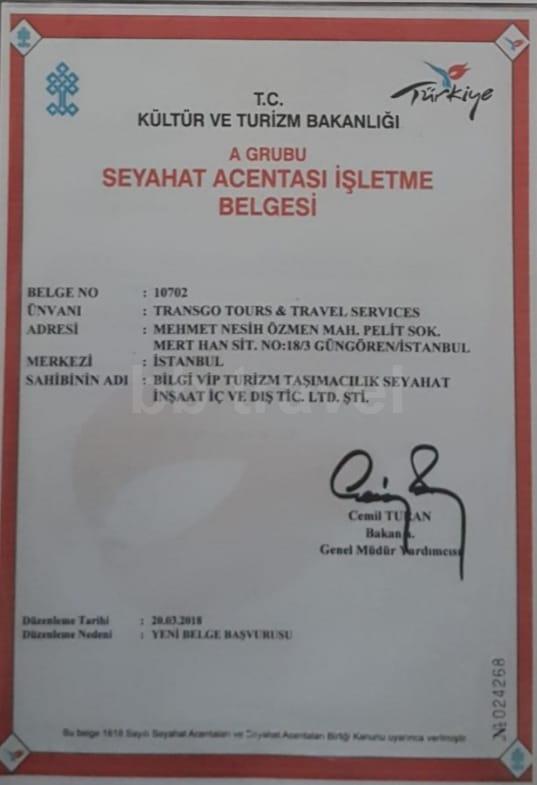 Türkiye
T.C.
KÜLTÜR VE TURİZM BAKANLIĞI
A GRUBU
SEYAHAT ACENTASI İŞLETME
BELGESİ
BELGE NO : 10702
ÜNVANI : TRANSGO TOURS & TRAVEL SERVICES
ADRESİ : MEHMET NESİH ÖZMEN MAH. PELİT SOK.
MERT HAN SİT. NO:18/3 GÜNGÖREN/İSTANBUL
MERKEZİ : İSTANBUL
SAHİBİNİN ADI : BİLGİ VİP TURİZM TAŞIMACILIK SEYAHAT
İNŞAAT İÇ VE DIŞ TİC. LTD. ŞTİ.
bb travel
Cemil TURAN
Bakan a.
Genel Müdür Yardımcısı
Düzenleme Tarihi : 20.03.2018
Düzenleme Nedeni : YENİ BELGE BAŞVURUSU
№ 024268
Bu belge 1618 Sayılı Seyahat Acentaları ve Seyahat Acentaları Birliği Kanunu uyarınca verilmiştir.